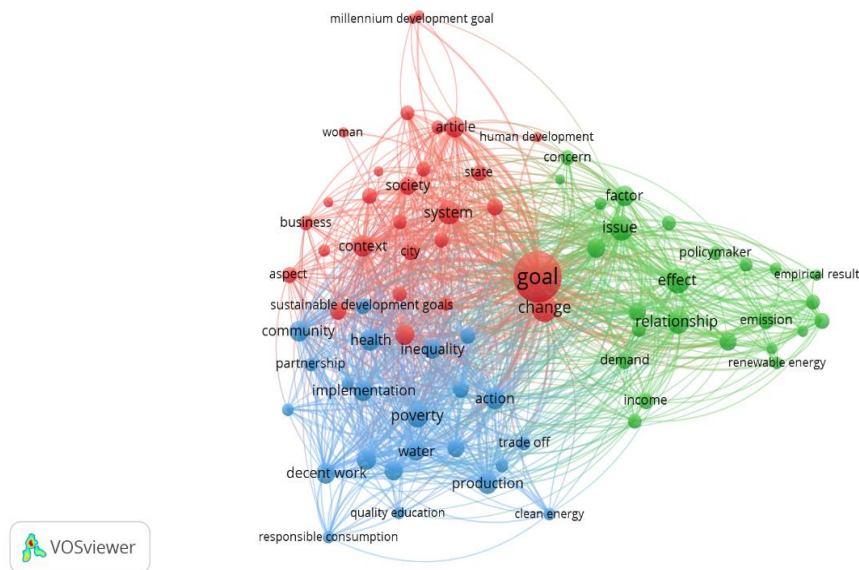 millennium development goal
woman
article
human development
concern
state
society
factor
business
system
issue
context
city
policymaker
aspect
goal
effect
empirical result
sustainable development goals
change
community
relationship
emission
health
inequality
partnership
demand
renewable energy
implementation
action
income
poverty
water
trade off
decent work
production
quality education
clean energy
responsible consumption
VOSviewer